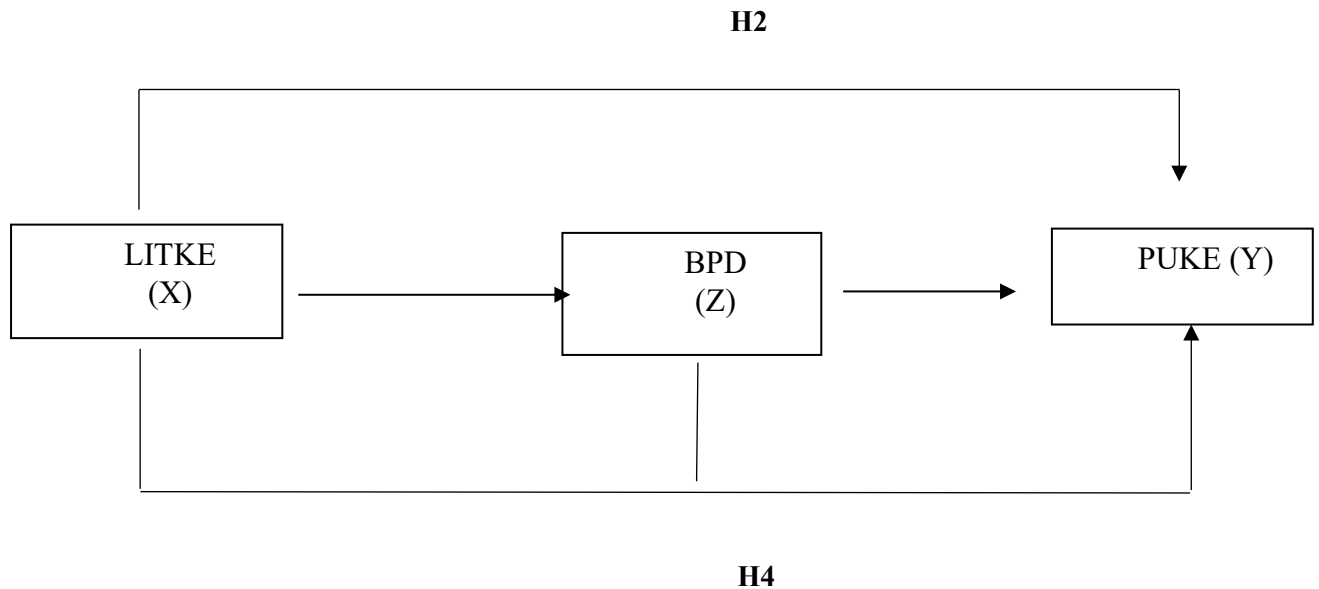 H2
LITKE
(X)
BPD
(Z)
PUKE (Y)
H4